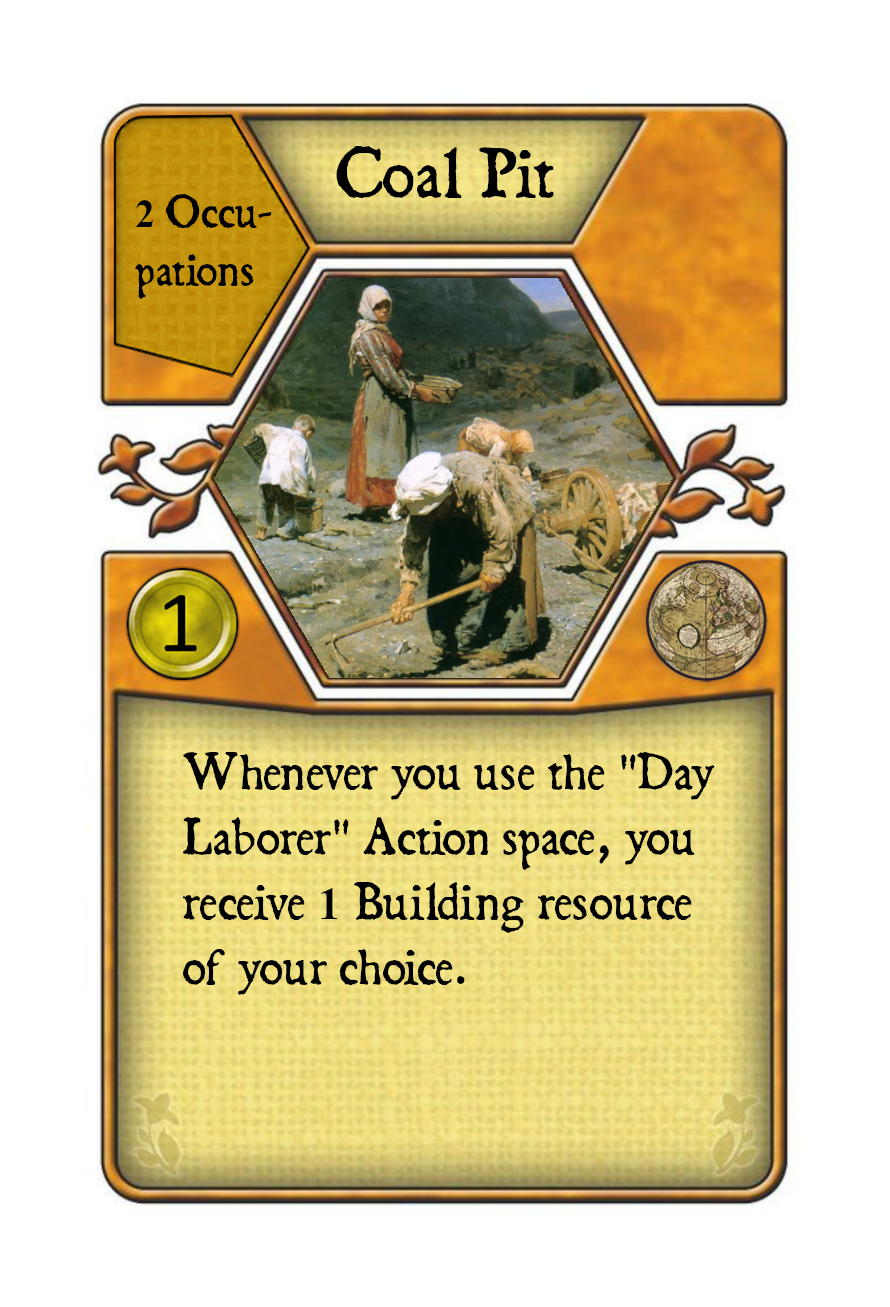 Coal Pit
2 Occu-
pations
1
Whenever you use the "Day
Laborer" Action space, you
receive 1 Building resource
of your choice.